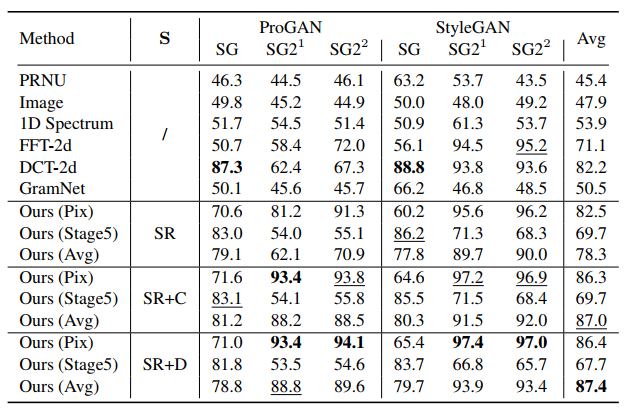 Method S ProGAN StyleGAN Avg
SG SG2¹ SG2² SG SG2¹ SG2²
PRNU 46.3 44.5 46.1 63.2 53.7 43.5 45.4
Image 49.8 45.2 44.9 50.0 48.0 49.2 47.9
1D Spectrum 51.7 54.5 51.4 50.9 61.3 53.7 53.9
FFT-2d / 50.7 58.4 72.0 56.1 94.5 95.2 71.1
DCT-2d 87.3 62.4 67.3 88.8 93.8 93.6 82.2
GramNet 50.1 45.6 45.7 66.2 46.8 48.5 50.5
Ours (Pix) 70.6 81.2 91.3 60.2 95.6 96.2 82.5
Ours (Stage5) SR 83.0 54.0 55.1 86.2 71.3 68.3 69.7
Ours (Avg) 79.1 62.1 70.9 77.8 89.7 90.0 78.3
Ours (Pix) 71.6 93.4 93.8 64.6 97.2 96.9 86.3
Ours (Stage5) SR+C 83.1 54.1 55.8 85.5 71.5 68.4 69.7
Ours (Avg) 81.2 88.2 88.5 80.3 91.5 92.0 87.0
Ours (Pix) 71.0 93.4 94.1 65.4 97.4 97.0 86.4
Ours (Stage5) SR+D 81.8 53.5 54.6 83.7 66.8 65.7 67.7
Ours (Avg) 78.8 88.8 89.6 79.7 93.9 93.4 87.4